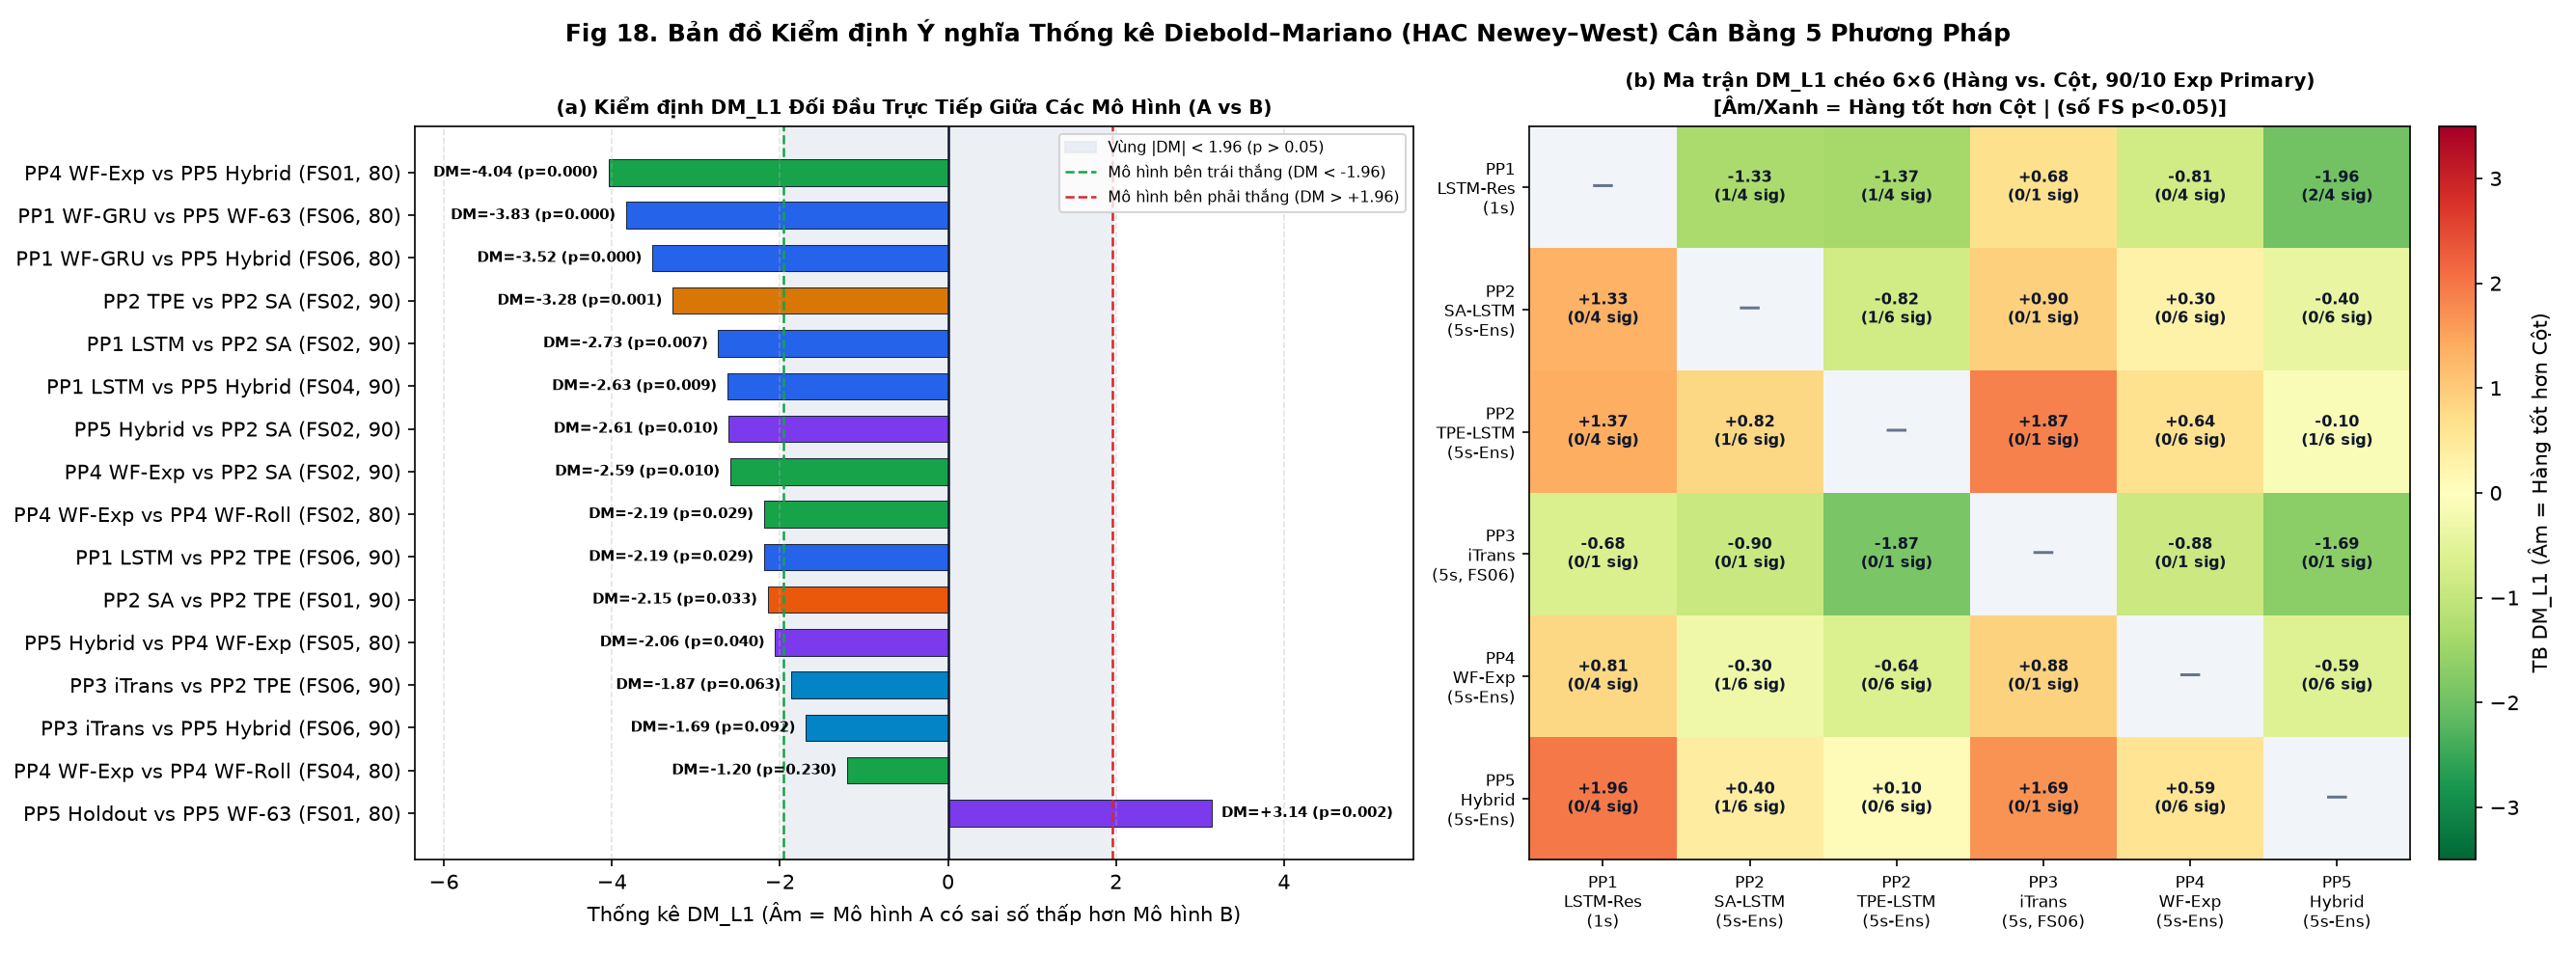 Fig 18. Bản đồ Kiểm định Ý nghĩa Thống kê Diebold–Mariano (HAC Newey–West) Cân Bằng 5 Phương Pháp
(a) Kiểm định DM_L1 Đối Đầu Trực Tiếp Giữa Các Mô Hình (A vs B)
Vùng |DM| < 1.96 (p > 0.05)
Mô hình bên trái thắng (DM < -1.96)
Mô hình bên phải thắng (DM > +1.96)
PP4 WF-Exp vs PP5 Hybrid (FS01, 80) DM=-4.04 (p=0.000)
PP1 WF-GRU vs PP5 WF-63 (FS06, 80) DM=-3.83 (p=0.000)
PP1 WF-GRU vs PP5 Hybrid (FS06, 80) DM=-3.52 (p=0.000)
PP2 TPE vs PP2 SA (FS02, 90) DM=-3.28 (p=0.001)
PP1 LSTM vs PP2 SA (FS02, 90) DM=-2.73 (p=0.007)
PP1 LSTM vs PP5 Hybrid (FS04, 90) DM=-2.63 (p=0.009)
PP5 Hybrid vs PP2 SA (FS02, 90) DM=-2.61 (p=0.010)
PP4 WF-Exp vs PP2 SA (FS02, 90) DM=-2.59 (p=0.010)
PP4 WF-Exp vs PP4 WF-Roll (FS02, 80) DM=-2.19 (p=0.029)
PP1 LSTM vs PP2 TPE (FS06, 90) DM=-2.19 (p=0.029)
PP2 SA vs PP2 TPE (FS01, 90) DM=-2.15 (p=0.033)
PP5 Hybrid vs PP4 WF-Exp (FS05, 80) DM=-2.06 (p=0.040)
PP3 iTrans vs PP2 TPE (FS06, 90) DM=-1.87 (p=0.063)
PP3 iTrans vs PP5 Hybrid (FS06, 90) DM=-1.69 (p=0.092)
PP4 WF-Exp vs PP4 WF-Roll (FS04, 80) DM=-1.20 (p=0.230)
PP5 Holdout vs PP5 WF-63 (FS01, 80) DM=+3.14 (p=0.002)
−6 −4 −2 0 2 4
Thống kê DM_L1 (Âm = Mô hình A có sai số thấp hơn Mô hình B)
(b) Ma trận DM_L1 chéo 6×6 (Hàng vs. Cột, 90/10 Exp Primary)
[Âm/Xanh = Hàng tốt hơn Cột | (số FS p<0.05)]
PP1
LSTM-Res
(1s)
— -1.33 -1.37 +0.68 -0.81 -1.96
(1/4 sig) (1/4 sig) (0/1 sig) (0/4 sig) (2/4 sig)
PP2
SA-LSTM
(5s-Ens)
+1.33 — -0.82 +0.90 +0.30 -0.40
(0/4 sig) (1/6 sig) (0/1 sig) (0/6 sig) (0/6 sig)
PP2
TPE-LSTM
(5s-Ens)
+1.37 +0.82 — +1.87 +0.64 -0.10
(0/4 sig) (1/6 sig) (0/1 sig) (0/6 sig) (1/6 sig)
PP3
iTrans
(5s, FS06)
-0.68 -0.90 -1.87 — -0.88 -1.69
(0/1 sig) (0/1 sig) (0/1 sig) (0/1 sig) (0/1 sig)
PP4
WF-Exp
(5s-Ens)
+0.81 -0.30 -0.64 +0.88 — -0.59
(0/4 sig) (1/6 sig) (0/6 sig) (0/1 sig) (0/6 sig)
PP5
Hybrid
(5s-Ens)
+1.96 +0.40 +0.10 +1.69 +0.59 —
(0/4 sig) (1/6 sig) (0/6 sig) (0/1 sig) (0/6 sig)
PP1 PP2 PP2 PP3 PP4 PP5
LSTM-Res SA-LSTM TPE-LSTM iTrans WF-Exp Hybrid
(1s) (5s-Ens) (5s-Ens) (5s, FS06) (5s-Ens) (5s-Ens)
3
2
1
0
−1
−2
−3
TB DM_L1 (Âm = Hàng tốt hơn Cột)